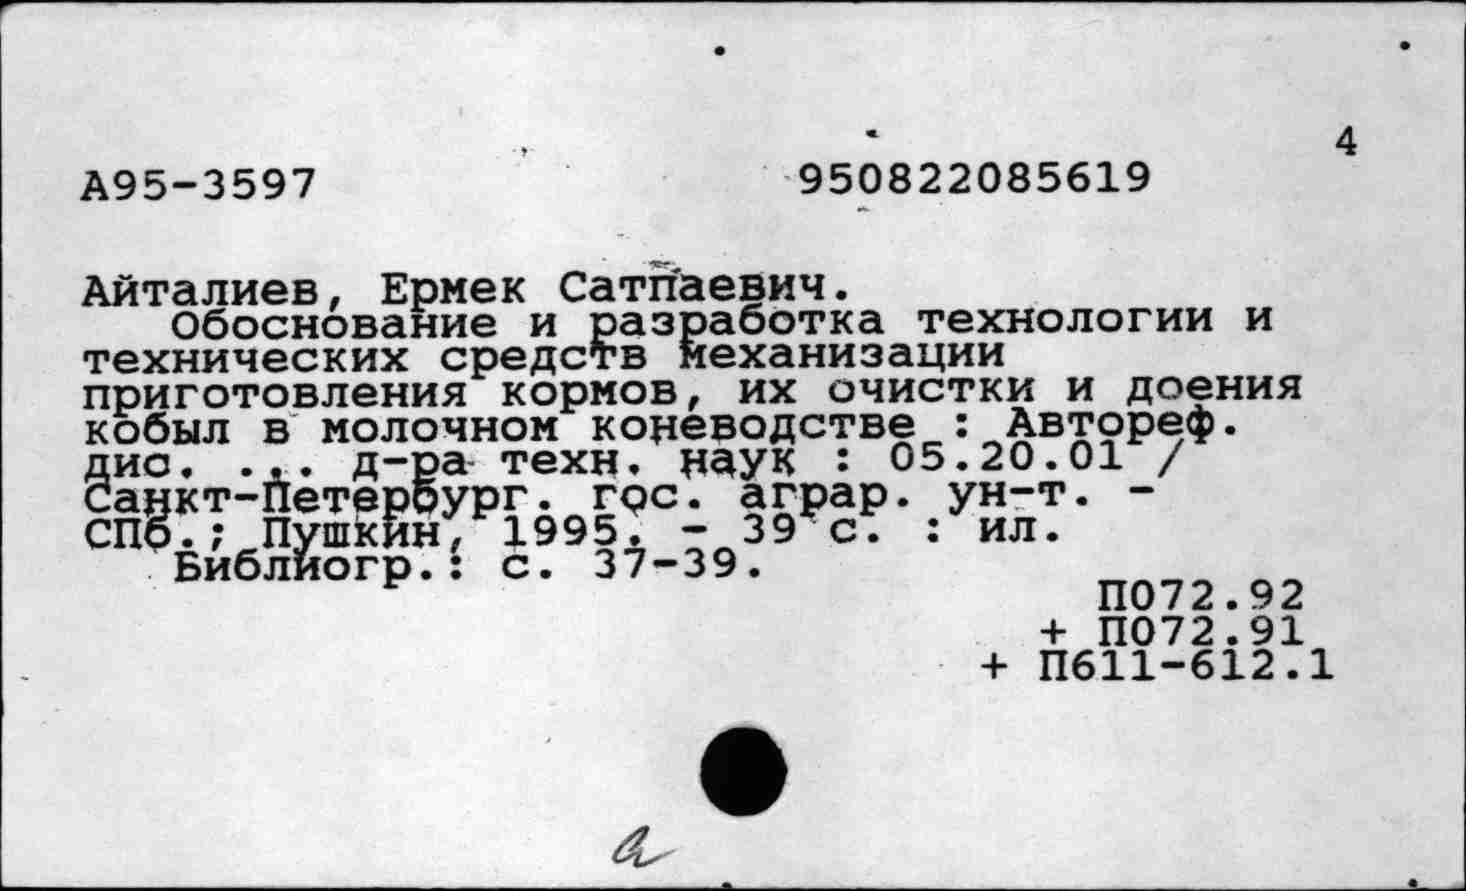 4
А95-3597 950822085619
Айталиев, Ермек Сатпаевич.
Обоснование и разработка технологии и
технических средств механизации
приготовления кормов, их очистки и доения
кобыл в молочном коневодстве : Автореф.
дис. ... д-ра техн. наук : 05.20.01 /
Санкт-Петербург. гос. аграр. ун-т. -
СПб.; Пушкин, 1995. - 39 с. : ил.
Библиогр.: с. 37-39.
П072.92
+ П072.91
+ П611-612.1
а